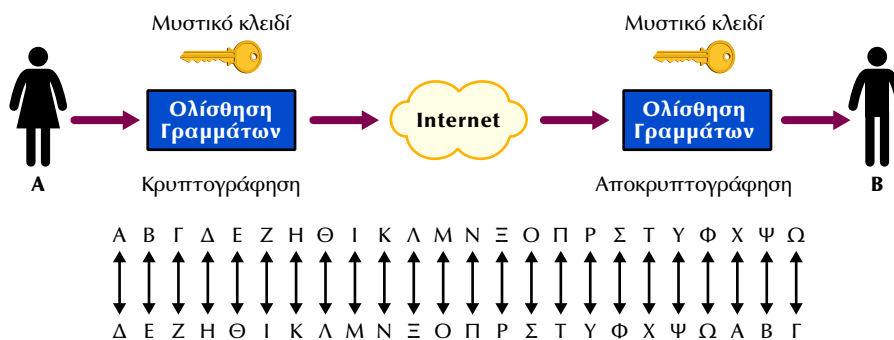 Μυστικό κλειδί
Μυστικό κλειδί
Ολίσθηση
Γραμμάτων
Internet
Ολίσθηση
Γραμμάτων
Α
Κρυπτογράφηση
Αποκρυπτογράφηση
Β
Α Β Γ Δ Ε Ζ Η Θ Ι Κ Λ Μ Ν Ξ Ο Π Ρ Σ Τ Υ Φ Χ Ψ Ω
Δ Ε Ζ Η Θ Ι Κ Λ Μ Ν Ξ Ο Π Ρ Σ Τ Υ Φ Χ Ψ Ω Α Β Γ